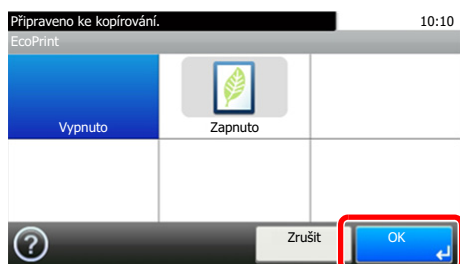 Připraveno ke kopírování. 10:10
EcoPrint
Vypnuto Zapnuto
? Zrušit OK